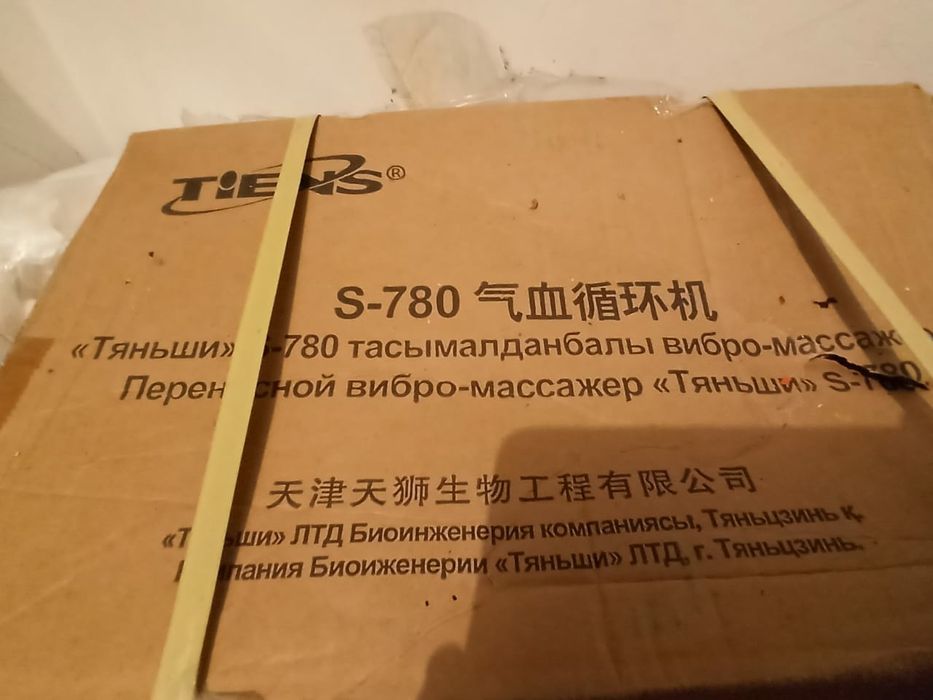 TIENS®
S-780 气血循环机
«Тяньши» S-780 тасымалданбалы вибро-массаж
Переносной вибро-массажер «Тяньши» S-780
天津天狮生物工程有限公司
«Тяньши» ЛТД Биоинженерия компаниясы, Тяньцзинь қ.
Компания Биоиженерии «Тяньши» ЛТД, г. Тяньцзинь.